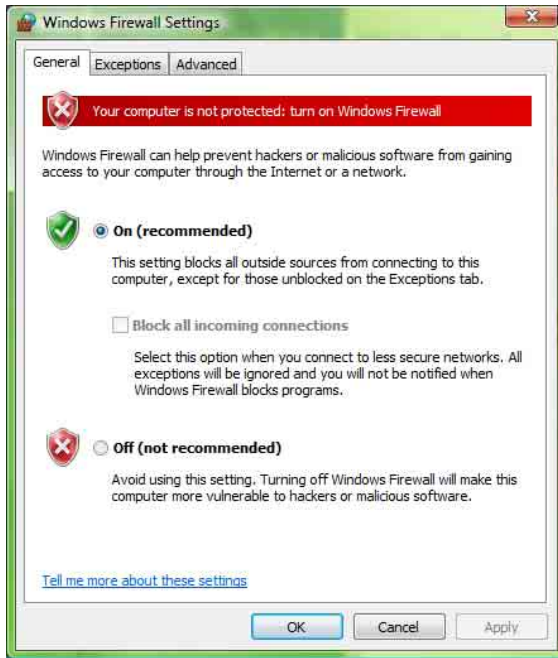 Windows Firewall Settings
General Exceptions Advanced
Your computer is not protected: turn on Windows Firewall
Windows Firewall can help prevent hackers or malicious software from gaining
access to your computer through the Internet or a network.
On (recommended)
This setting blocks all outside sources from connecting to this
computer, except for those unblocked on the Exceptions tab.
Block all incoming connections
Select this option when you connect to less secure networks. All
exceptions will be ignored and you will not be notified when
Windows Firewall blocks programs.
Off (not recommended)
Avoid using this setting. Turning off Windows Firewall will make this
computer more vulnerable to hackers or malicious software.
Tell me more about these settings
OK Cancel Apply